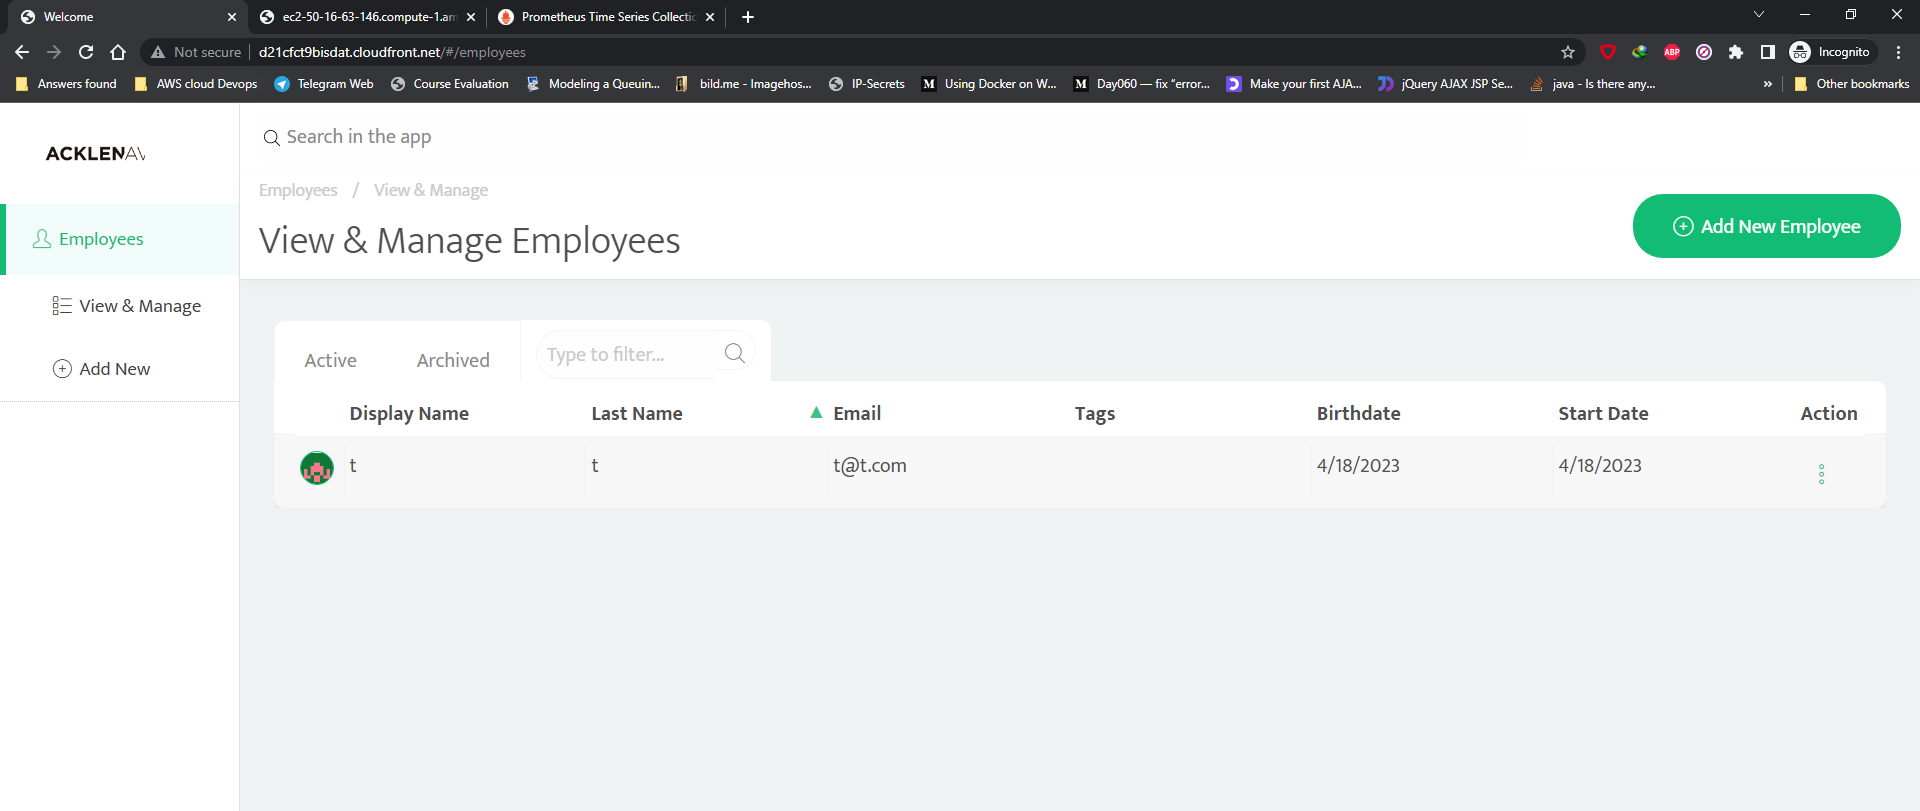 Welcome
ec2-50-16-63-146.compute-1.am
Prometheus Time Series Collectio
Not secure
d21cfct9bisdat.cloudfront.net/#/employees
ABP
Incognito
Answers found
AWS cloud Devops
Telegram Web
Course Evaluation
Modeling a Queuin...
bild.me - Imagehos...
IP-Secrets
Using Docker on W...
Day060 — fix "error...
Make your first AJA...
jQuery AJAX JSP Se...
java - Is there any...
»
Other bookmarks
ACKLENAV
Search in the app
Employees / View & Manage
View & Manage Employees
Add New Employee
Employees
View & Manage
Add New
Active
Archived
Type to filter...
Display Name Last Name Email Tags Birthdate Start Date Action
t t t@t.com 4/18/2023 4/18/2023